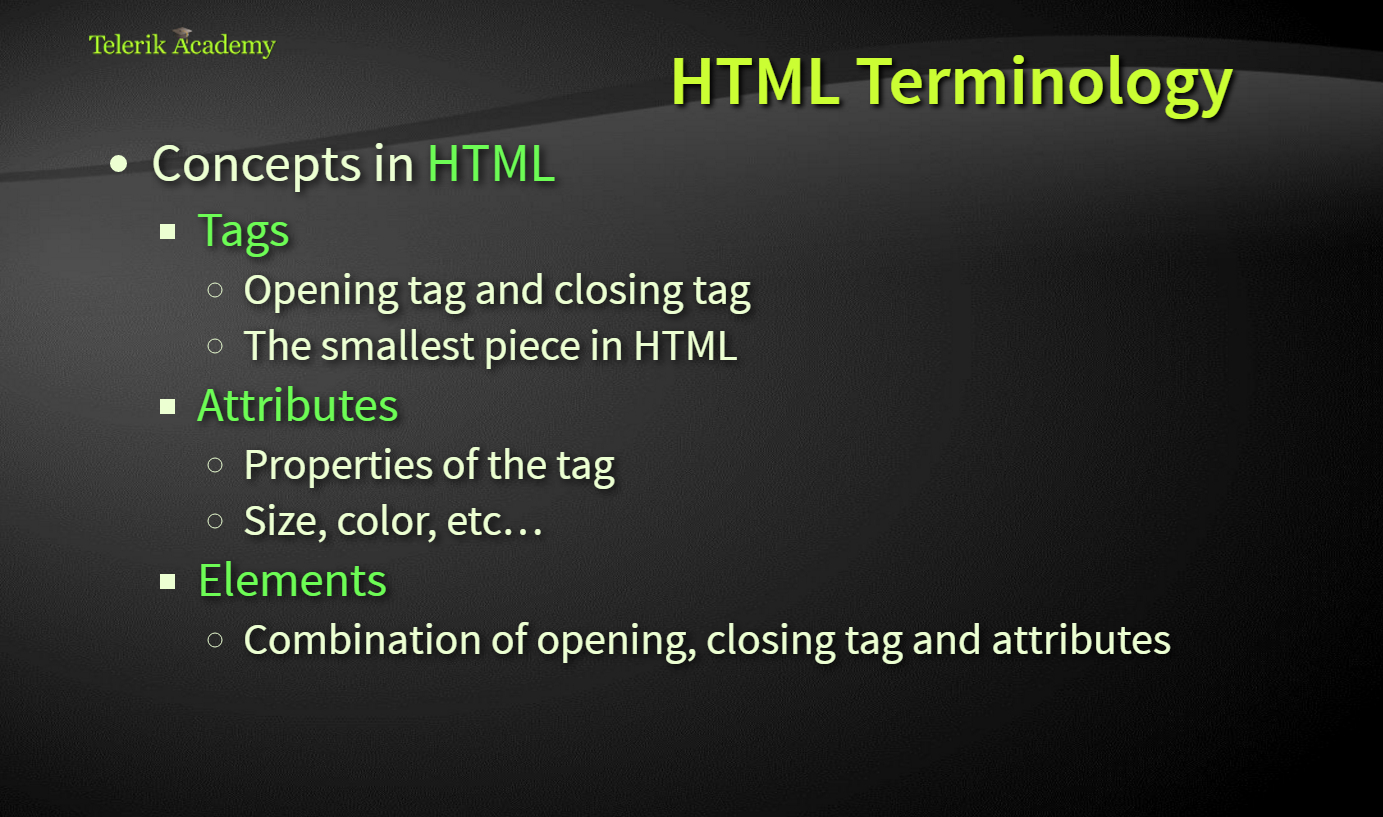 Telerik Academy
HTML Terminology
Concepts in HTML
Tags
Opening tag and closing tag
The smallest piece in HTML
Attributes
Properties of the tag
Size, color, etc…
Elements
Combination of opening, closing tag and attributes